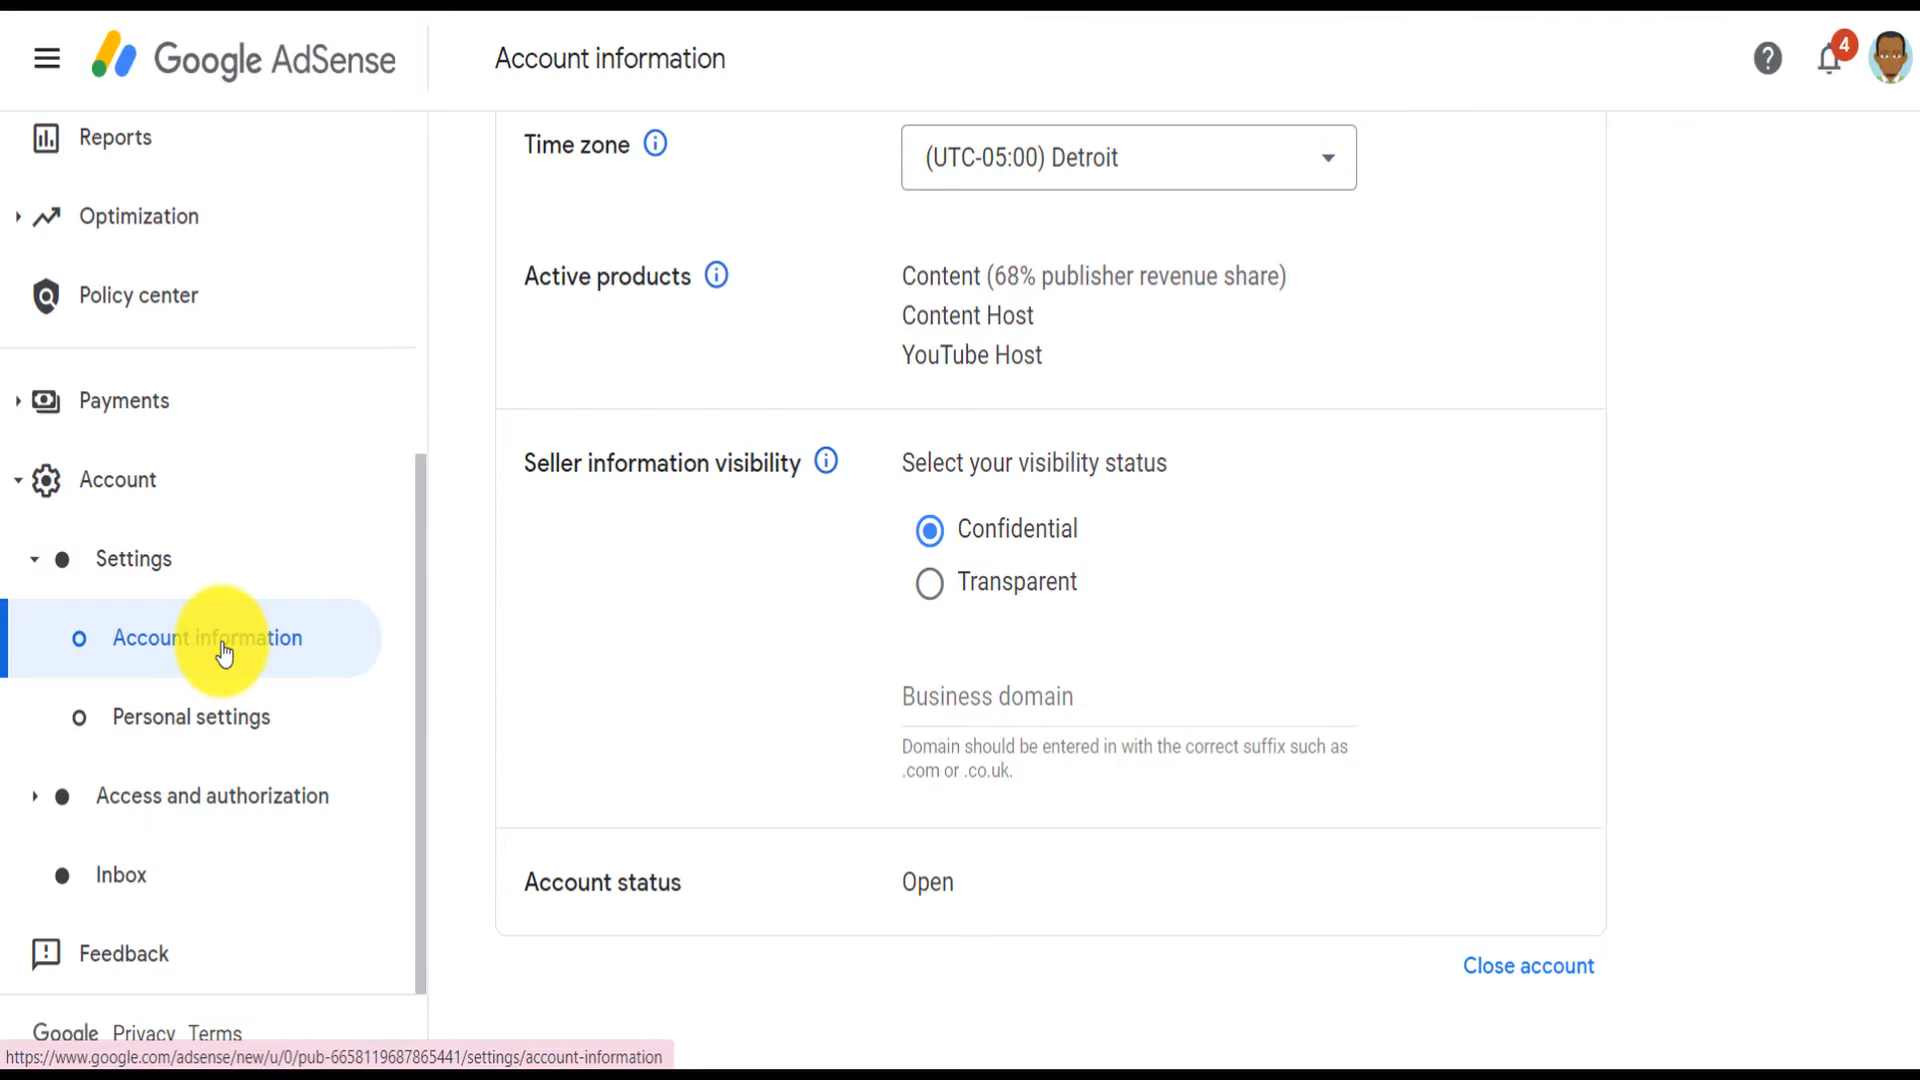 Google AdSense
Account information
4
Reports
Optimization
Policy center
Payments
Account
Settings
Account information
Personal settings
Access and authorization
Inbox
Feedback
Google Privacy Terms
https://www.google.com/adsense/new/u/0/pub-6658119687865441/settings/account-information
Time zone
(UTC-05:00) Detroit
Active products
Content (68% publisher revenue share)
Content Host
YouTube Host
Seller information visibility
Select your visibility status
Confidential
Transparent
Business domain
Domain should be entered in with the correct suffix such as
.com or .co.uk.
Account status
Open
Close account